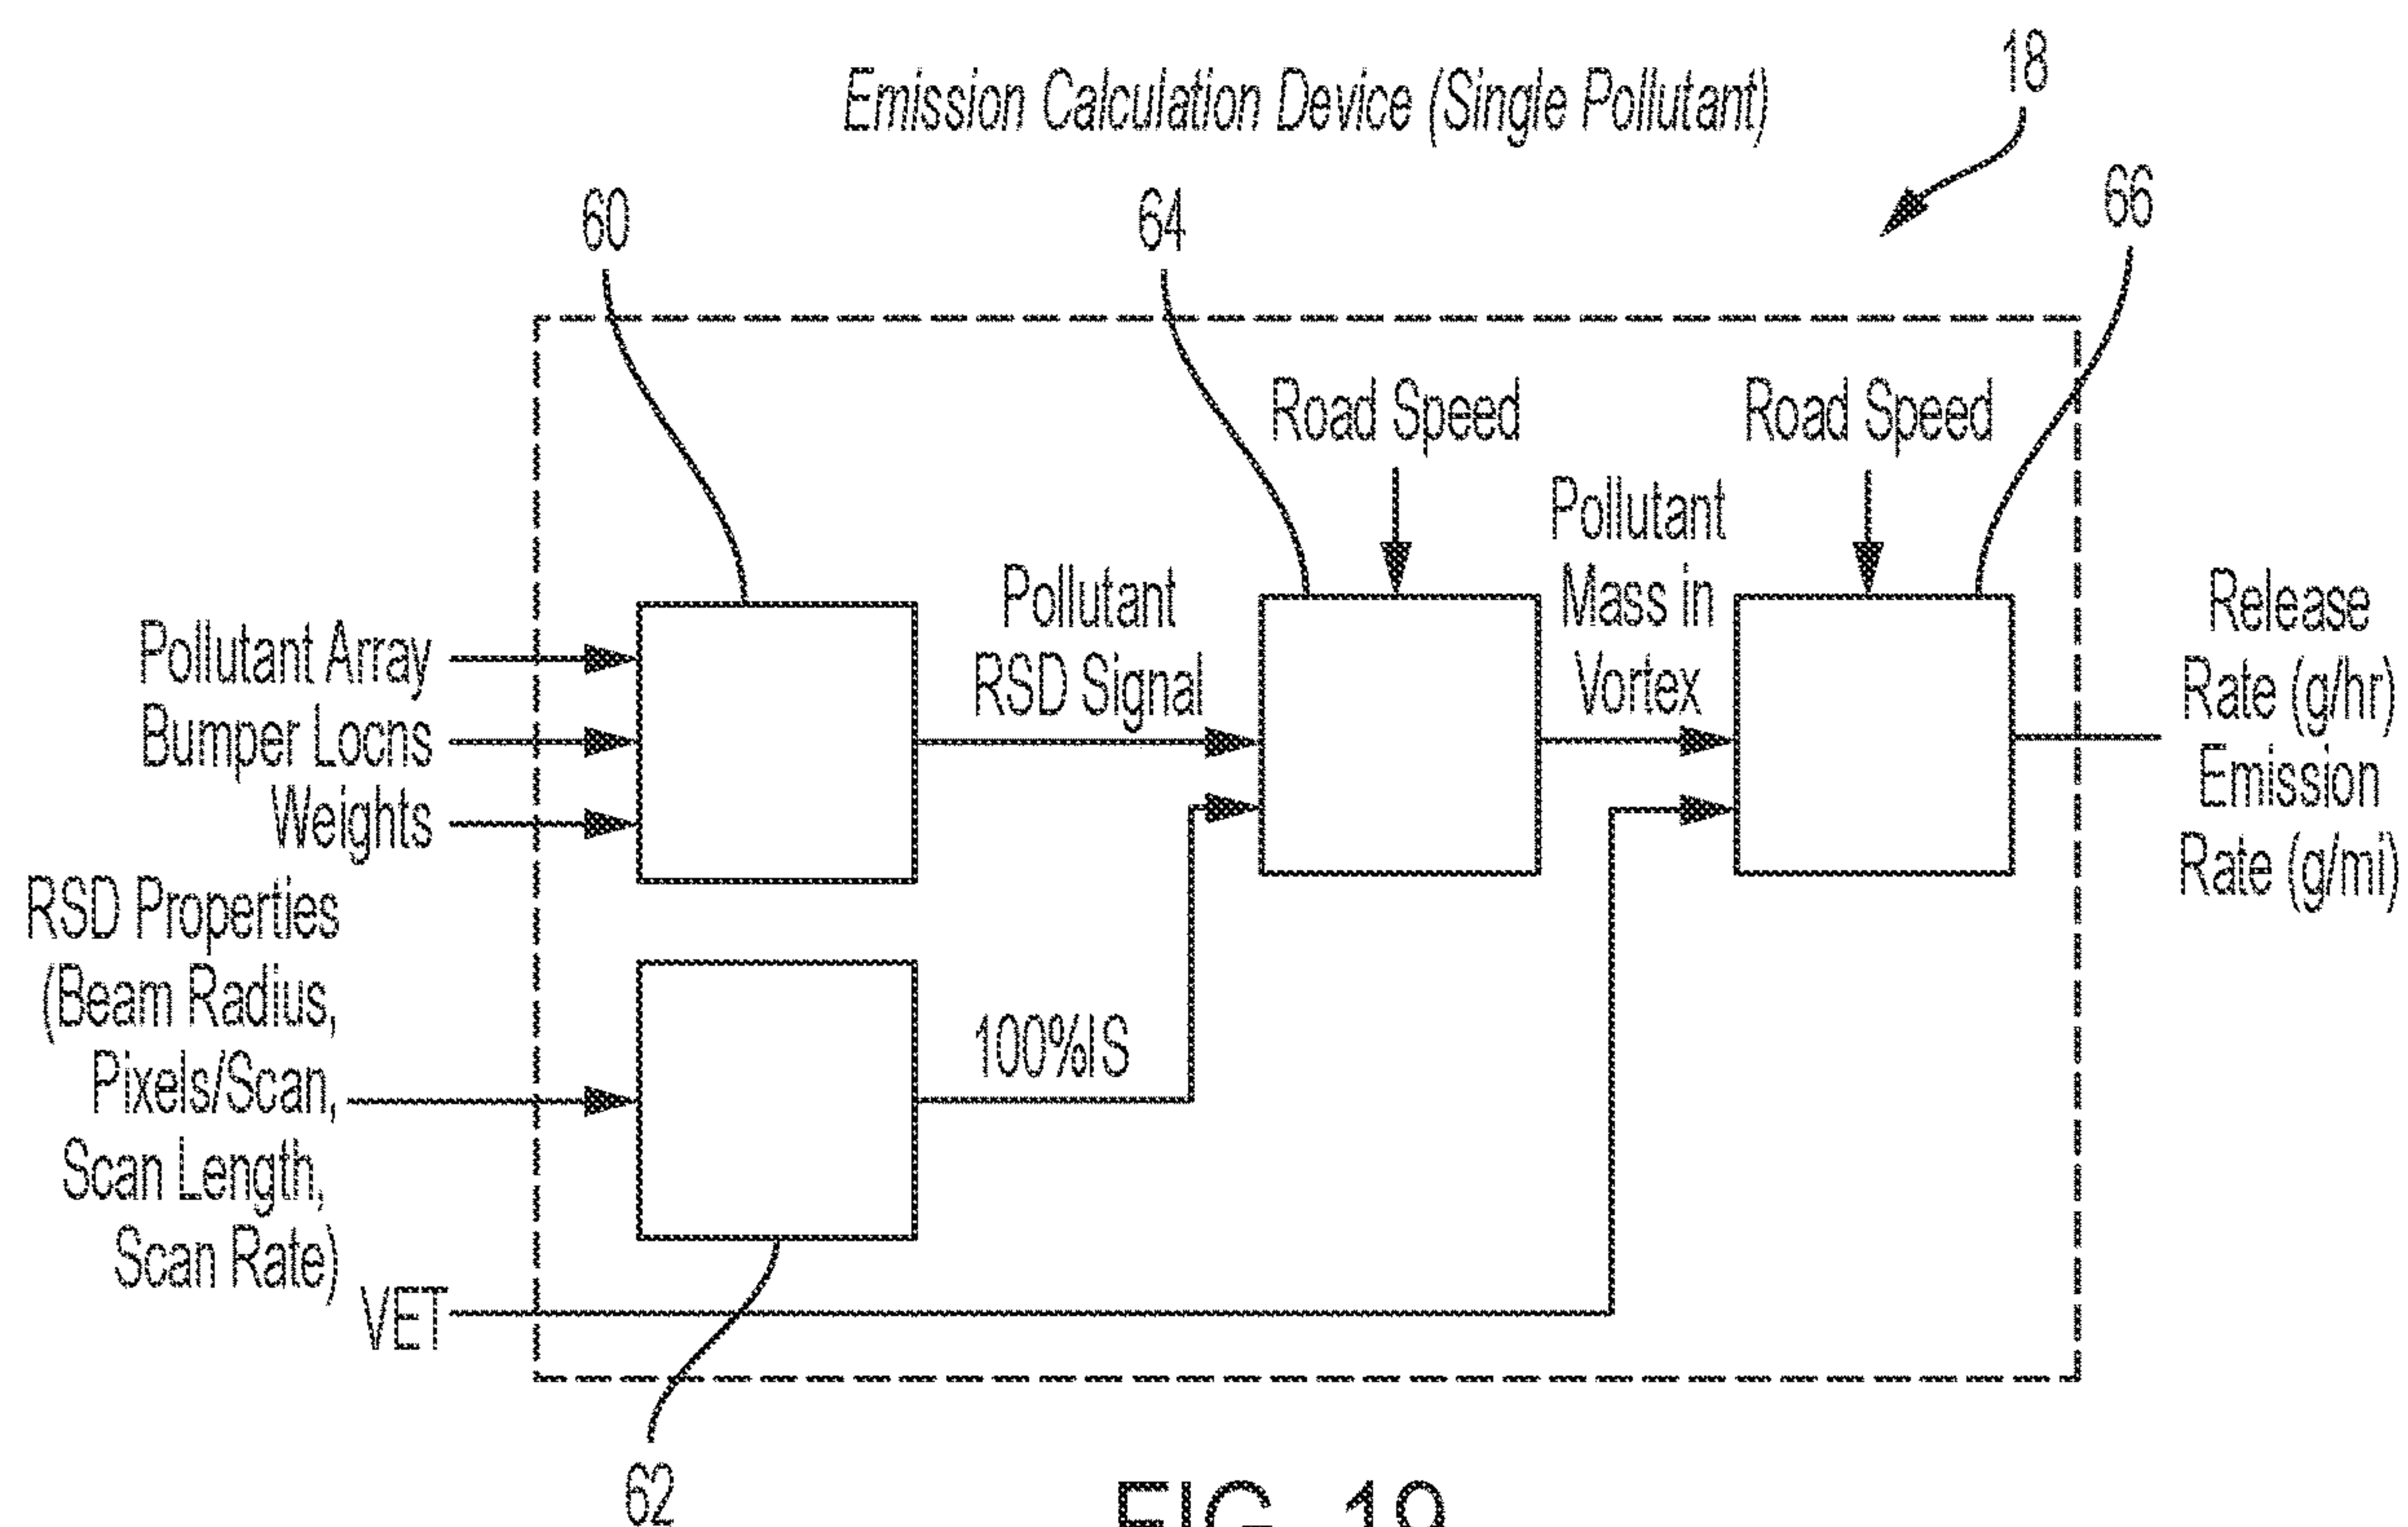 Emission Calculation Device (Single Pollutant)
18
60
64
66
Road Speed
Road Speed
Pollutant Array
Bumper Locns
Weights
Pollutant
RSD Signal
Pollutant
Mass in
Vortex
Release
Rate (g/hr)
Emission
Rate (g/mi)
RSD Properties
(Beam Radius,
Pixels/Scan,
Scan Length,
Scan Rate)
100%IS
VET
62